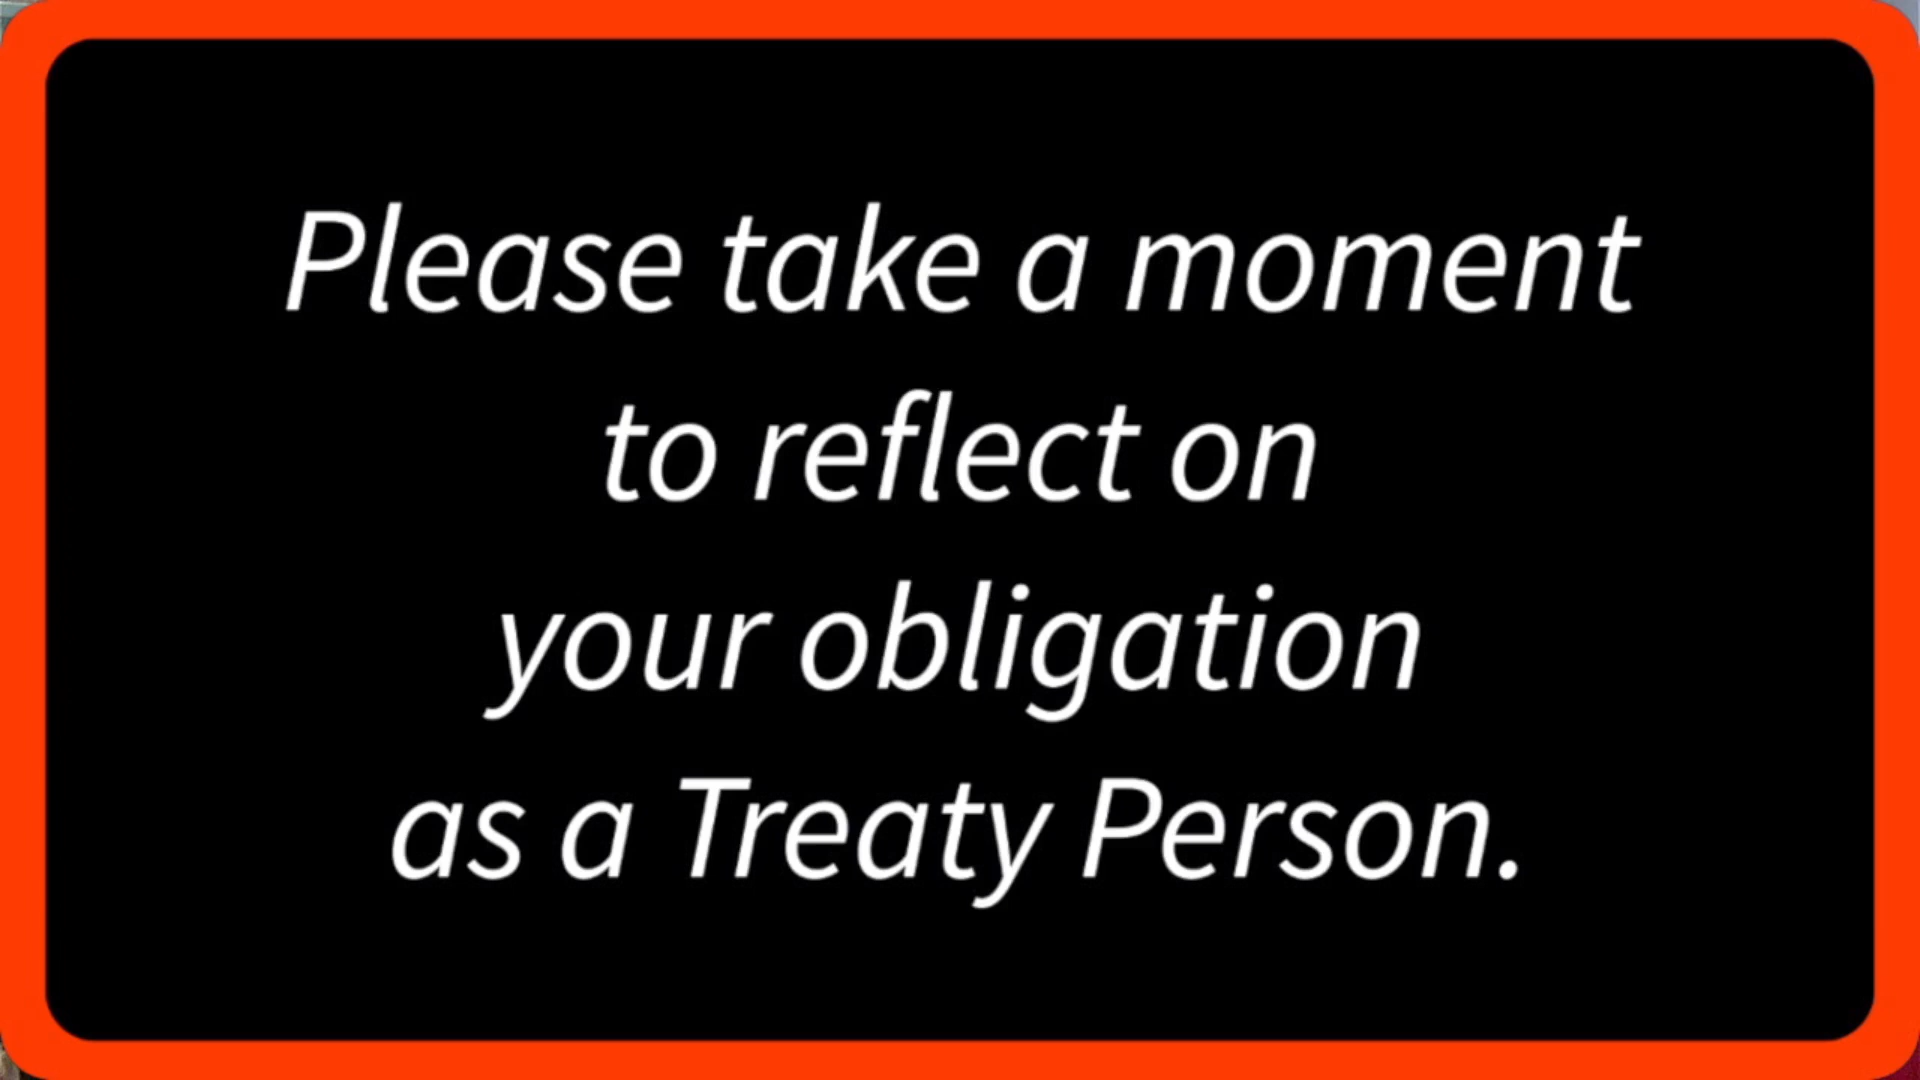 Please take a moment
to reflect on
your obligation
as a Treaty Person.